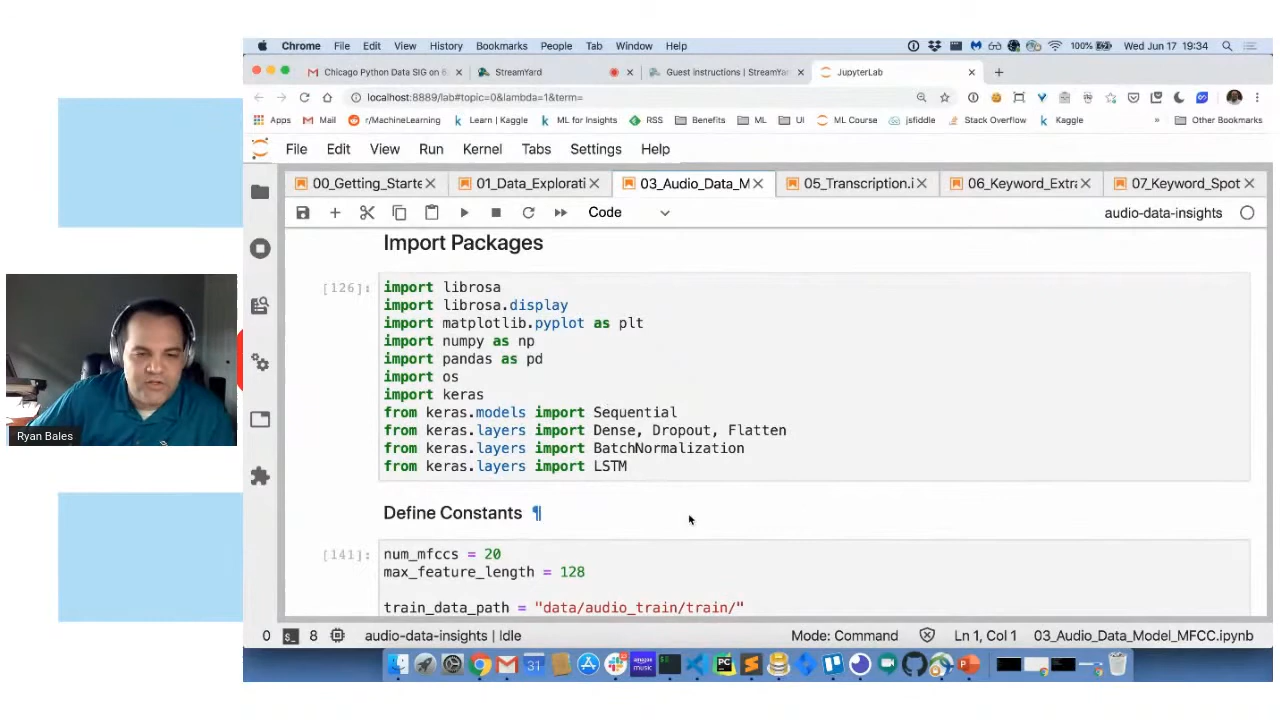 Chrome File Edit View History Bookmarks People Tab Window Help 100% Wed Jun 17 19:34
Chicago Python Data SIG on 6 StreamYard Guest Instructions | StreamYar JupyterLab
localhost:8889/lab#topic=0&lambda=1&term=
Apps Mail r/MachineLearning Learn | Kaggle ML for Insights RSS Benefits ML UI ML Course jsfiddle Stack Overflow Kaggle » Other Bookmarks
File Edit View Run Kernel Tabs Settings Help
00_Getting_Starte 01_Data_Explorati 03_Audio_Data_M 05_Transcription.i 06_Keyword_Extra 07_Keyword_Spot
Code audio-data-insights
Import Packages
[126]: import librosa
import librosa.display
import matplotlib.pyplot as plt
import numpy as np
import pandas as pd
import os
import keras
from keras.models import Sequential
from keras.layers import Dense, Dropout, Flatten
from keras.layers import BatchNormalization
from keras.layers import LSTM
Define Constants ¶
[141]: num_mfccs = 20
max_feature_length = 128
train_data_path = "data/audio_train/train/"
0 8 audio-data-insights | Idle Mode: Command Ln 1, Col 1 03_Audio_Data_Model_MFCC.ipynb
Ryan Bales